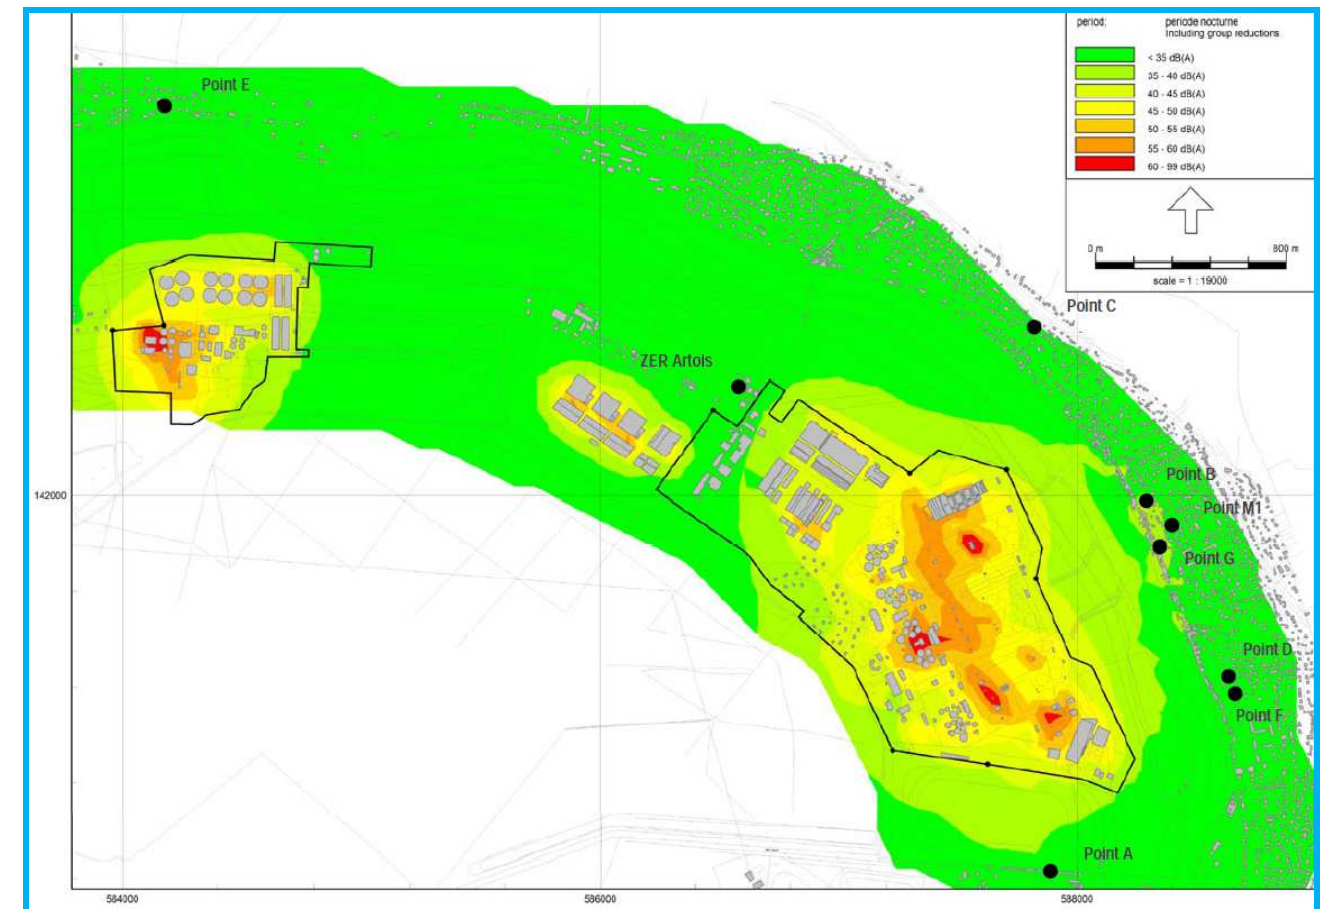 period: periode nocturne
Including group reductions
< 35 dB(A)
35 - 40 dB(A)
40 - 45 dB(A)
45 - 50 dB(A)
50 - 55 dB(A)
55 - 60 dB(A)
60 - 99 dB(A)
0 m 800 m
scale = 1 : 19000
Point E
Point C
ZER Artois
Point B
142000
Point M1
Point G
Point D
Point F
Point A
584000 586000 588000